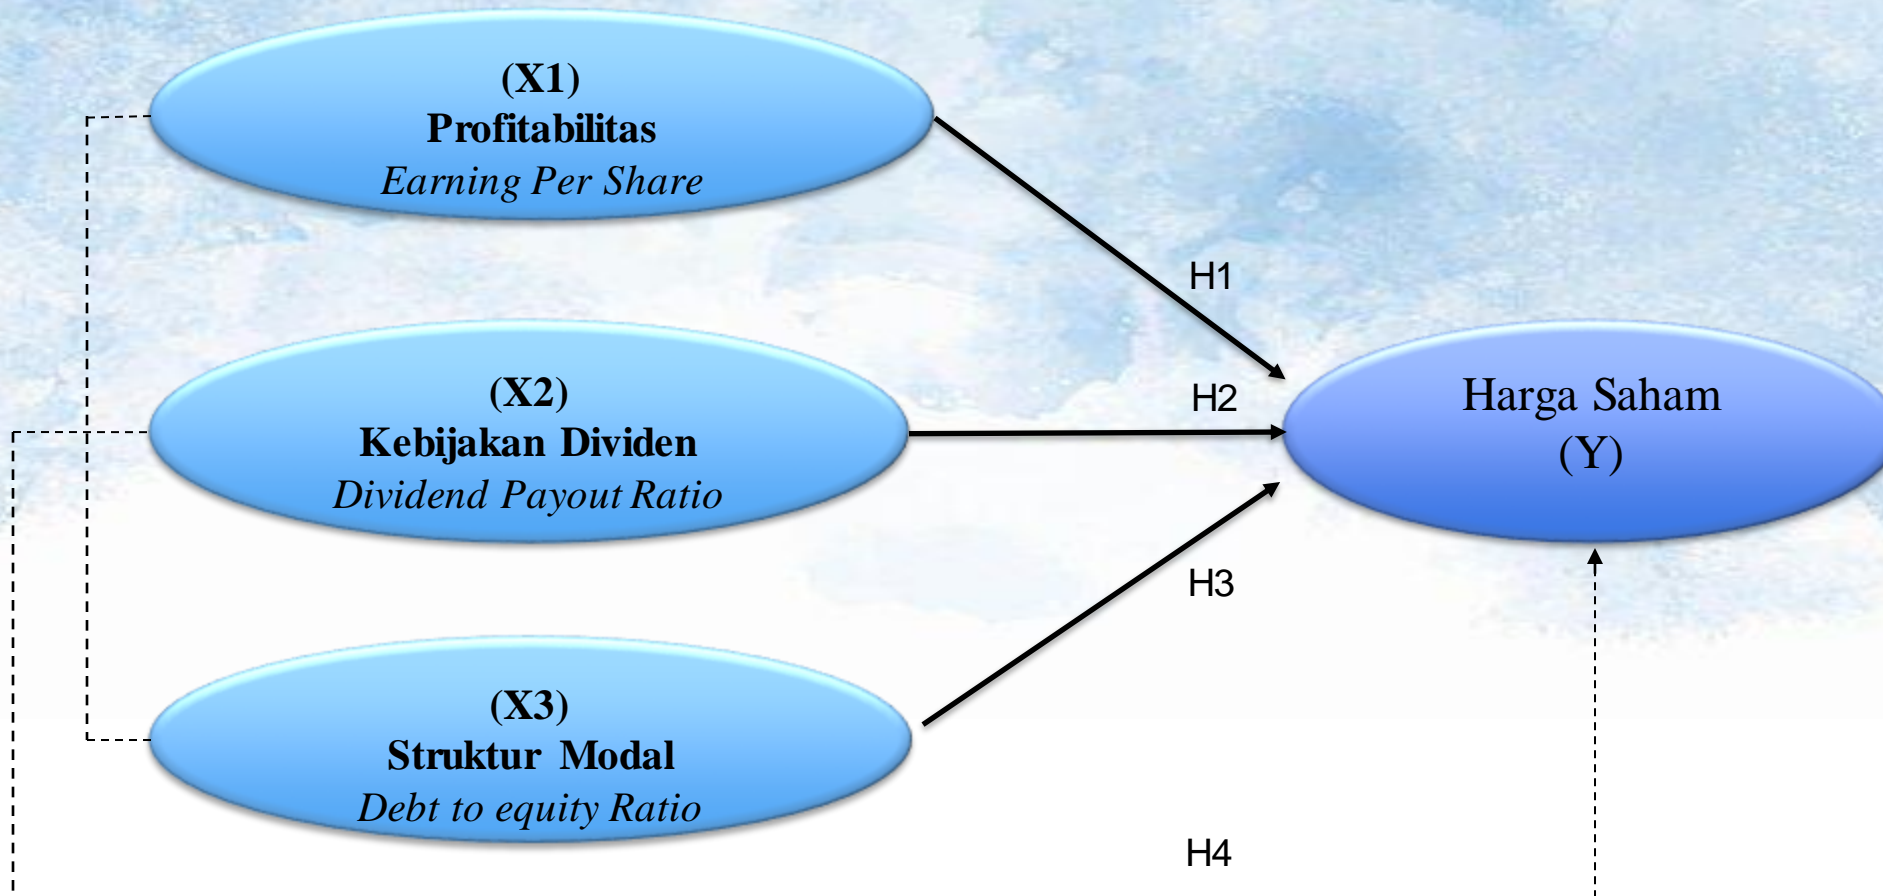 (X1)
Profitabilitas
Earning Per Share
H1
(X2)
Kebijakan Dividen
Dividend Payout Ratio
H2
Harga Saham
(Y)
H3
(X3)
Struktur Modal
Debt to equity Ratio
H4